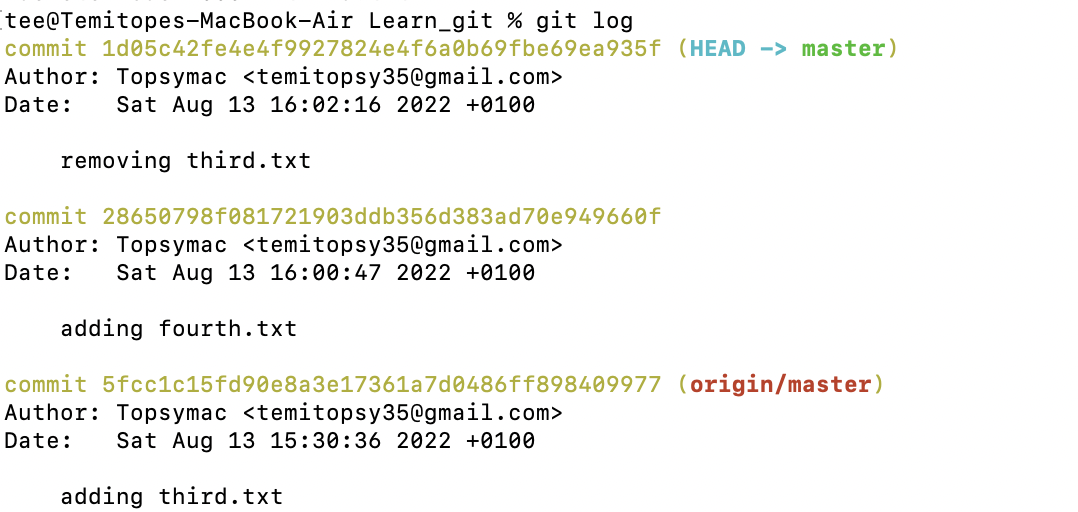 tee@Temitopes-MacBook-Air Learn_git % git log
commit 1d05c42fe4e4f9927824e4f6a0b69fbe69ea935f (HEAD -> master)
Author: Topsymac <temitopsy35@gmail.com>
Date:   Sat Aug 13 16:02:16 2022 +0100
removing third.txt
commit 28650798f081721903ddb356d383ad70e949660f
Author: Topsymac <temitopsy35@gmail.com>
Date:   Sat Aug 13 16:00:47 2022 +0100
adding fourth.txt
commit 5fcc1c15fd90e8a3e17361a7d0486ff898409977 (origin/master)
Author: Topsymac <temitopsy35@gmail.com>
Date:   Sat Aug 13 15:30:36 2022 +0100
adding third.txt